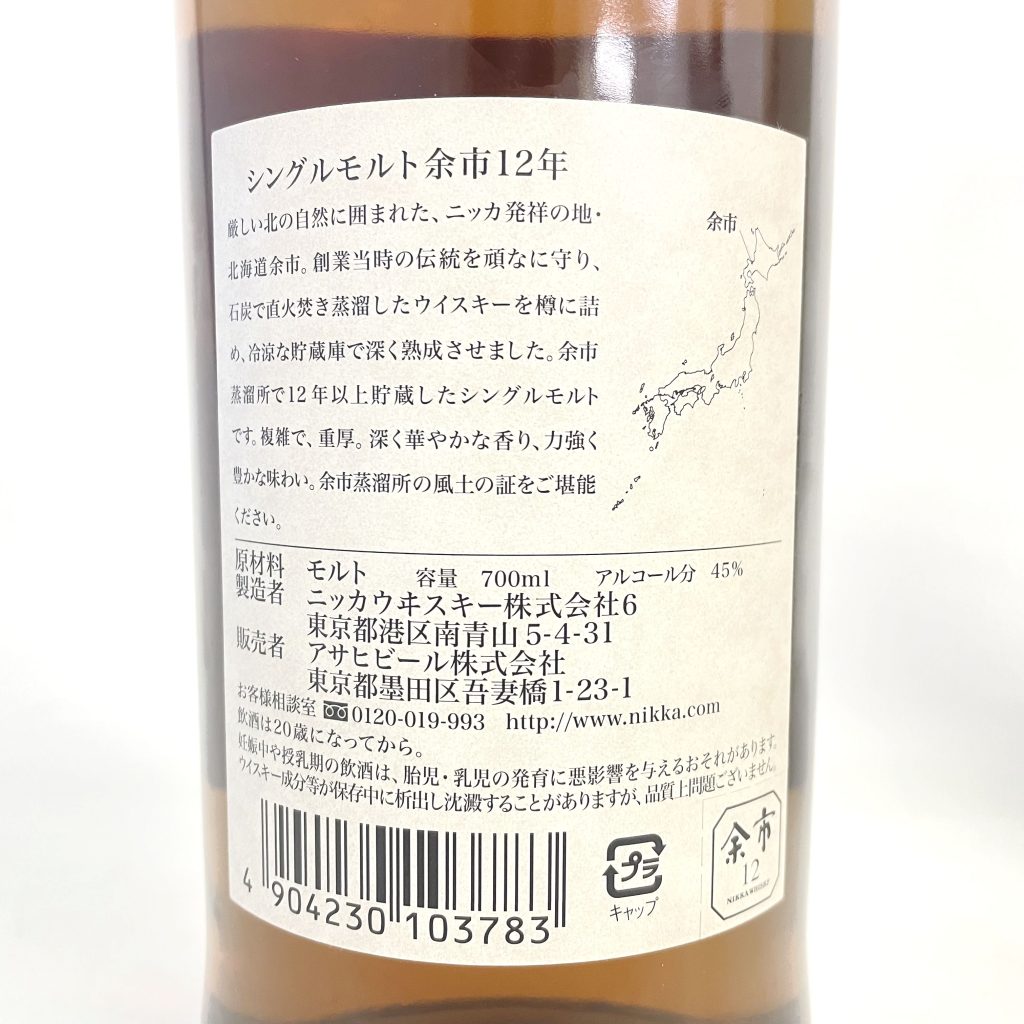 シングルモルト余市12年
厳しい北の自然に囲まれた、ニッカ発祥の地・
北海道余市。創業当時の伝統を頑なに守り、
石炭で直火焚き蒸溜したウイスキーを樽に詰
め、冷涼な貯蔵庫で深く熟成させました。余市
蒸溜所で12年以上貯蔵したシングルモルト
です。複雑で、重厚。深く華やかな香り、力強く
豊かな味わい。余市蒸溜所の風土の証をご堪能
ください。
余市
原材料 モルト 容量 700ml アルコール分 45%
製造者 ニッカウヰスキー株式会社6
東京都港区南青山5-4-31
販売者 アサヒビール株式会社
東京都墨田区吾妻橋1-23-1
お客様相談室 0120-019-993 http://www.nikka.com
飲酒は20歳になってから。
妊娠中や授乳期の飲酒は、胎児・乳児の発育に悪影響を与えるおそれがあります。
ウイスキー成分等が保存中に析出し沈澱することがありますが、品質上問題ございません。
4 904230 103783
プラ
キャップ
余市
12
NIKKA WHISKY